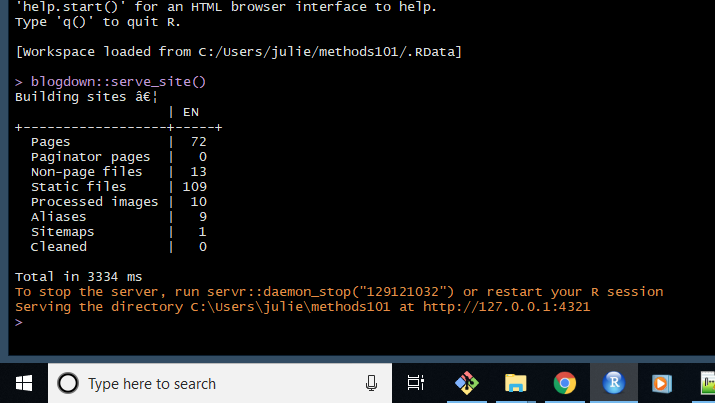 'help.start()' for an HTML browser interface to help.
Type 'q()' to quit R.
[Workspace loaded from C:/Users/julie/methods101/.RData]
> blogdown::serve_site()
Building sites â€¦
| EN
+------------------+-----+
Pages | 72
Paginator pages | 0
Non-page files | 13
Static files | 109
Processed images | 10
Aliases | 9
Sitemaps | 1
Cleaned | 0
Total in 3334 ms
To stop the server, run servr::daemon_stop("129121032") or restart your R session
Serving the directory C:\Users\julie\methods101 at http://127.0.0.1:4321
>
Type here to search
R